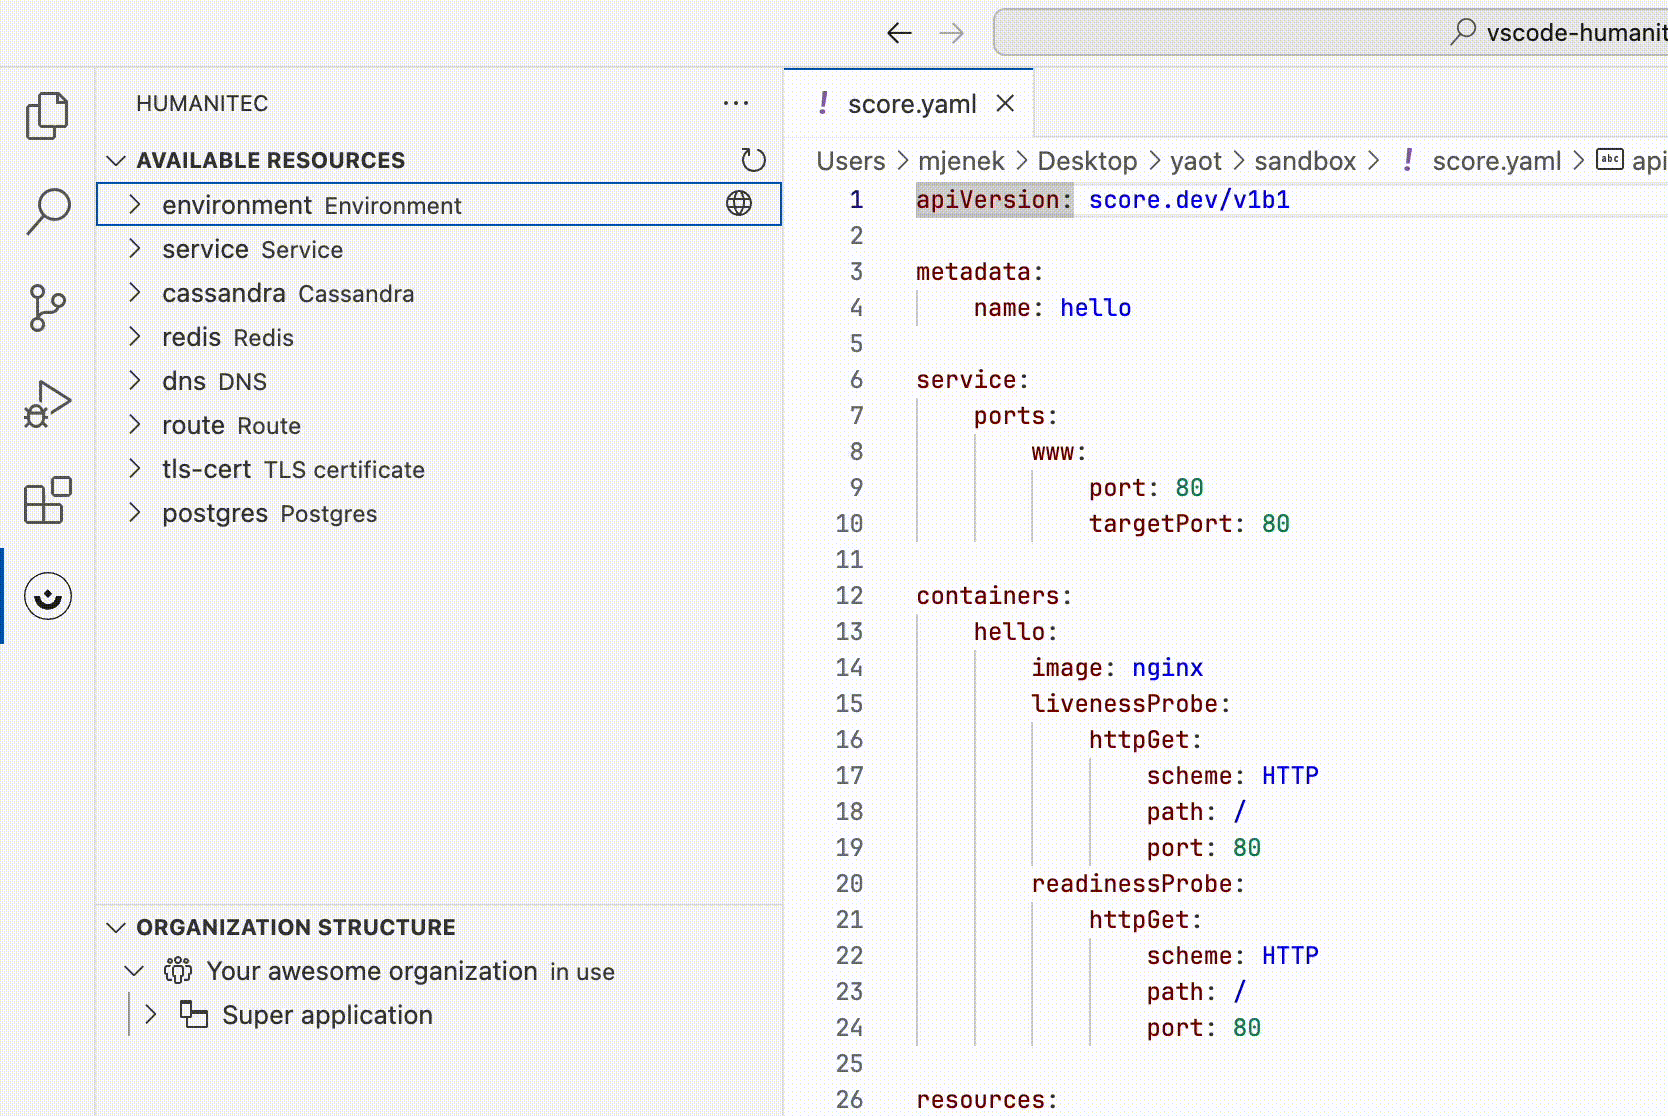 vscode-humanit
HUMANITEC
AVAILABLE RESOURCES
environment Environment
service Service
cassandra Cassandra
redis Redis
dns DNS
route Route
tls-cert TLS certificate
postgres Postgres
ORGANIZATION STRUCTURE
Your awesome organization in use
Super application
! score.yaml
Users > mjenek > Desktop > yaot > sandbox > ! score.yaml > abc api
1 apiVersion: score.dev/v1b1
2
3 metadata:
4     name: hello
5
6 service:
7     ports:
8         www:
9             port: 80
10             targetPort: 80
11
12 containers:
13     hello:
14         image: nginx
15         livenessProbe:
16             httpGet:
17                 scheme: HTTP
18                 path: /
19                 port: 80
20         readinessProbe:
21             httpGet:
22                 scheme: HTTP
23                 path: /
24                 port: 80
25
26 resources: